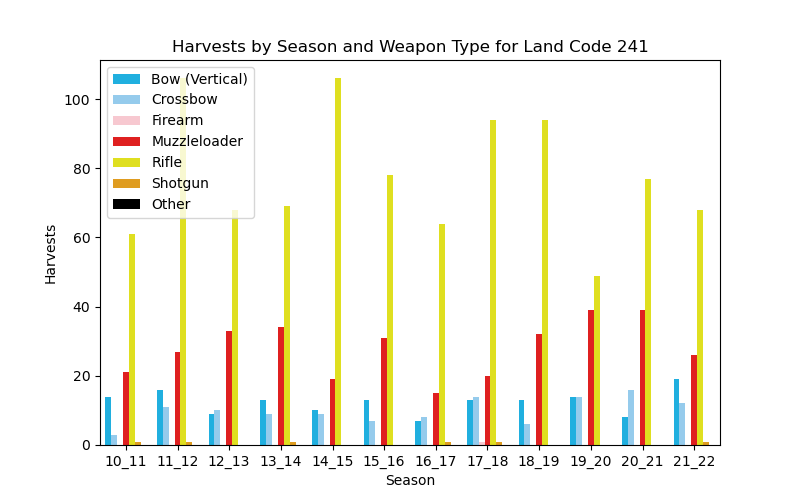 Harvests by Season and Weapon Type for Land Code 241
Bow (Vertical)
Crossbow
Firearm
Muzzleloader
Rifle
Shotgun
Other
Harvests
100
80
60
40
20
0
10_11 11_12 12_13 13_14 14_15 15_16 16_17 17_18 18_19 19_20 20_21 21_22
Season